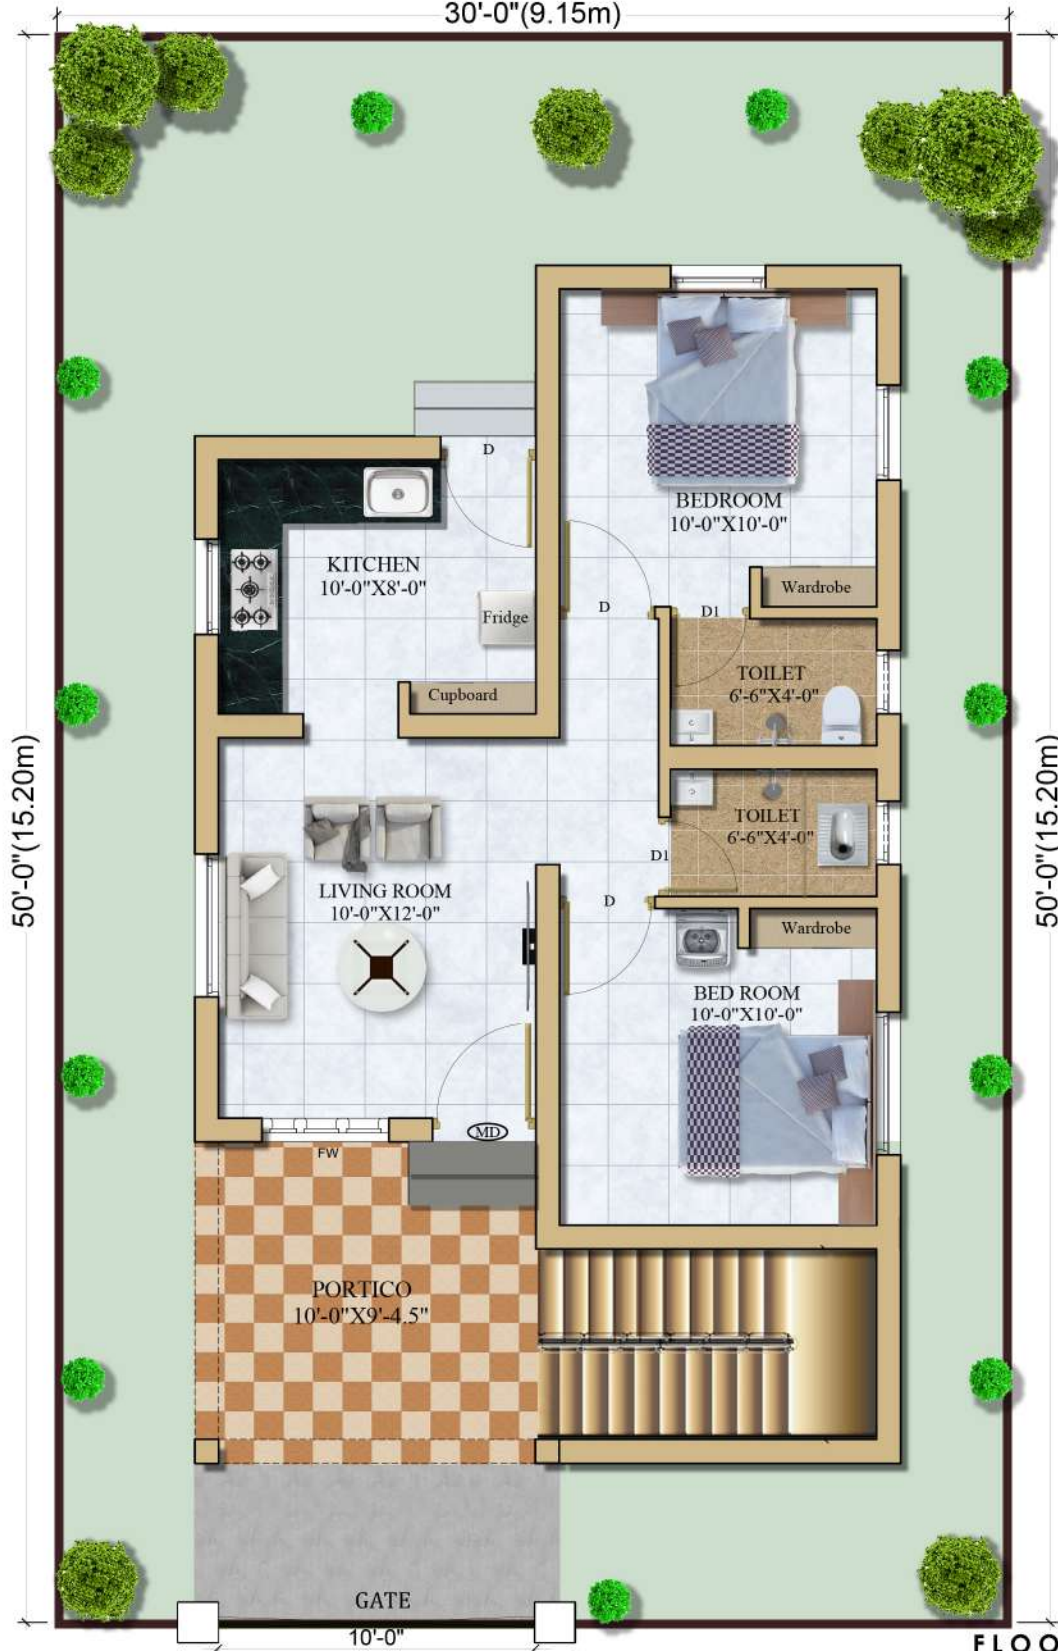 30'-0"(9.15m)
D
BEDROOM
10'-0"X10'-0"
KITCHEN
10'-0"X8'-0"
Wardrobe
Fridge
D
D1
TOILET
6'-6"X4'-0"
Cupboard
50'-0"(15.20m)
50'-0"(15.20m)
TOILET
6'-6"X4'-0"
D1
LIVING ROOM
10'-0"X12'-0"
D
Wardrobe
BED ROOM
10'-0"X10'-0"
MD
FW
PORTICO
10'-0"X9'-4.5"
GATE
10'-0"
FLOO